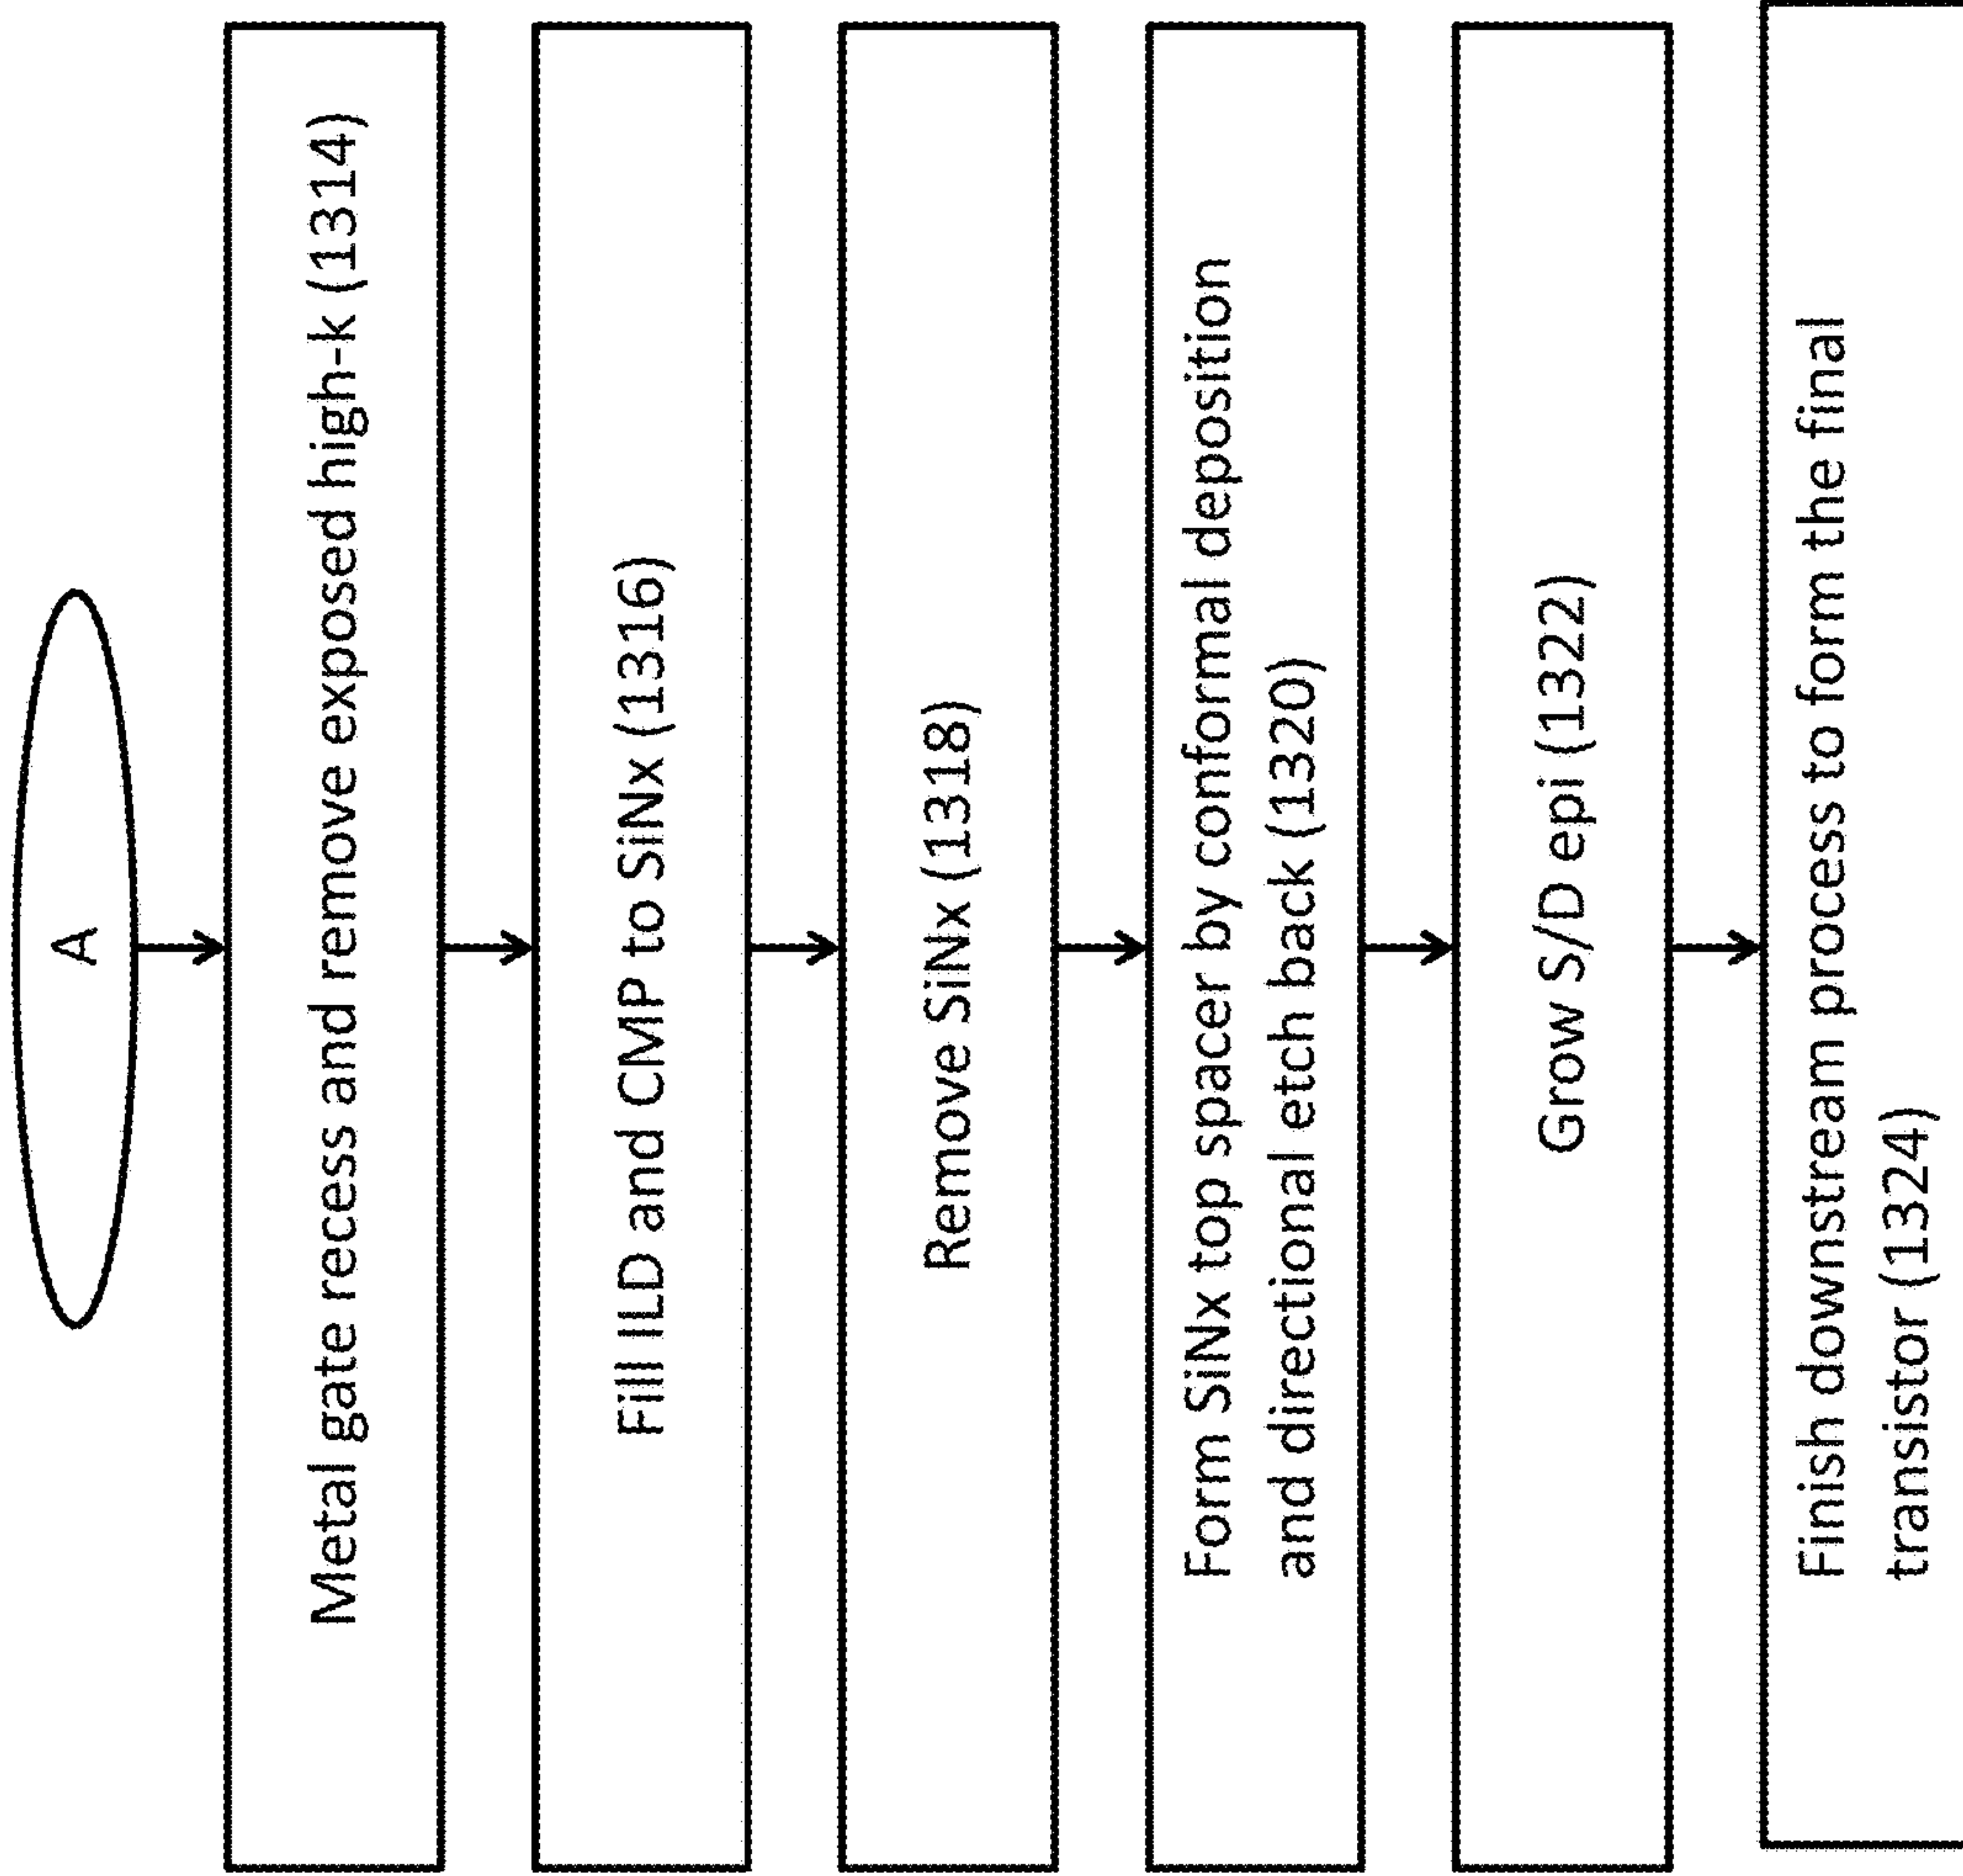 A
Metal gate recess and remove exposed high-k (1314)
Fill ILD and CMP to SiNx (1316)
Remove SiNx (1318)
Form SiNx top spacer by conformal deposition
and directional etch back (1320)
Grow S/D epi (1322)
Finish downstream process to form the final
transistor (1324)